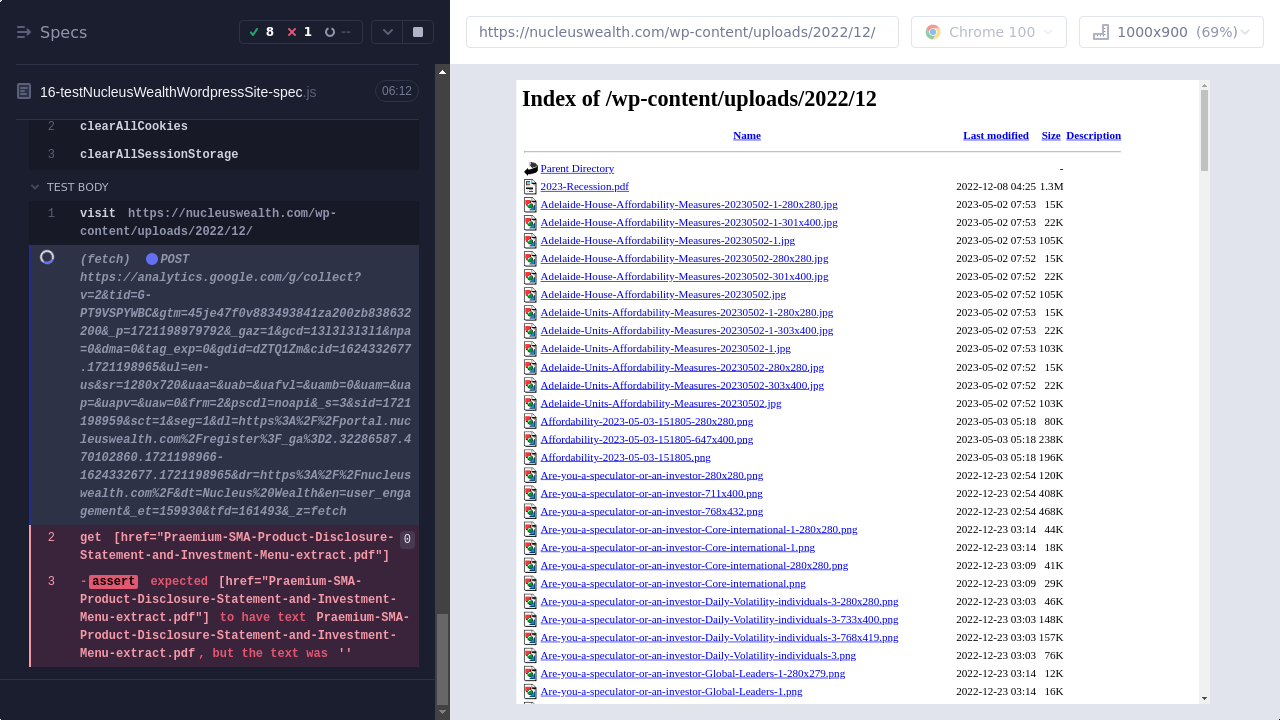 Specs
8 1 --
https://nucleuswealth.com/wp-content/uploads/2022/12/
Chrome 100
1000x900 (69%)
16-testNucleusWealthWordpressSite-spec.js 06:12
2 clearAllCookies
3 clearAllSessionStorage
TEST BODY
1 visit https://nucleuswealth.com/wp-
content/uploads/2022/12/
(fetch) POST
https://analytics.google.com/g/collect?
v=2&tid=G-
PT9VSPYWBC&gtm=45je47f0v883493841za200zb838632
200&_p=1721198979792&_gaz=1&gcd=13l3l3l3l1&npa
=0&dma=0&tag_exp=0&gdid=dZTQ1Zm&cid=1624332677
.1721198965&ul=en-
us&sr=1280x720&uaa=&uab=&uafvl=&uamb=0&uam=&ua
p=&uapv=&uaw=0&frm=2&pscdl=noapi&_s=3&sid=1721
198959&sct=1&seg=1&dl=https%3A%2F%2Fportal.nuc
leuswealth.com%2Fregister%3F_ga%3D2.32286587.4
70102860.1721198966-
1624332677.1721198965&dr=https%3A%2F%2Fnucleus
wealth.com%2F&dt=Nucleus%20Wealth&en=user_enga
gement&_et=159930&tfd=161493&_z=fetch
2 get [href="Praemium-SMA-Product-Disclosure- 0
Statement-and-Investment-Menu-extract.pdf"]
3 -assert expected [href="Praemium-SMA-
Product-Disclosure-Statement-and-Investment-
Menu-extract.pdf"] to have text Praemium-SMA-
Product-Disclosure-Statement-and-Investment-
Menu-extract.pdf, but the text was ''
Index of /wp-content/uploads/2022/12
Name Last modified Size Description
Parent Directory -
2023-Recession.pdf 2022-12-08 04:25 1.3M
Adelaide-House-Affordability-Measures-20230502-1-280x280.jpg 2023-05-02 07:53 15K
Adelaide-House-Affordability-Measures-20230502-1-301x400.jpg 2023-05-02 07:53 22K
Adelaide-House-Affordability-Measures-20230502-1.jpg 2023-05-02 07:53 105K
Adelaide-House-Affordability-Measures-20230502-280x280.jpg 2023-05-02 07:52 15K
Adelaide-House-Affordability-Measures-20230502-301x400.jpg 2023-05-02 07:52 22K
Adelaide-House-Affordability-Measures-20230502.jpg 2023-05-02 07:52 105K
Adelaide-Units-Affordability-Measures-20230502-1-280x280.jpg 2023-05-02 07:53 15K
Adelaide-Units-Affordability-Measures-20230502-1-303x400.jpg 2023-05-02 07:53 22K
Adelaide-Units-Affordability-Measures-20230502-1.jpg 2023-05-02 07:53 103K
Adelaide-Units-Affordability-Measures-20230502-280x280.jpg 2023-05-02 07:52 15K
Adelaide-Units-Affordability-Measures-20230502-303x400.jpg 2023-05-02 07:52 22K
Adelaide-Units-Affordability-Measures-20230502.jpg 2023-05-02 07:52 103K
Affordability-2023-05-03-151805-280x280.png 2023-05-03 05:18 80K
Affordability-2023-05-03-151805-647x400.png 2023-05-03 05:18 238K
Affordability-2023-05-03-151805.png 2023-05-03 05:18 196K
Are-you-a-speculator-or-an-investor-280x280.png 2022-12-23 02:54 120K
Are-you-a-speculator-or-an-investor-711x400.png 2022-12-23 02:54 408K
Are-you-a-speculator-or-an-investor-768x432.png 2022-12-23 02:54 468K
Are-you-a-speculator-or-an-investor-Core-international-1-280x280.png 2022-12-23 03:14 44K
Are-you-a-speculator-or-an-investor-Core-international-1.png 2022-12-23 03:14 18K
Are-you-a-speculator-or-an-investor-Core-international-280x280.png 2022-12-23 03:09 41K
Are-you-a-speculator-or-an-investor-Core-international.png 2022-12-23 03:09 29K
Are-you-a-speculator-or-an-investor-Daily-Volatility-individuals-3-280x280.png 2022-12-23 03:03 46K
Are-you-a-speculator-or-an-investor-Daily-Volatility-individuals-3-733x400.png 2022-12-23 03:03 148K
Are-you-a-speculator-or-an-investor-Daily-Volatility-individuals-3-768x419.png 2022-12-23 03:03 157K
Are-you-a-speculator-or-an-investor-Daily-Volatility-individuals-3.png 2022-12-23 03:03 76K
Are-you-a-speculator-or-an-investor-Global-Leaders-1-280x279.png 2022-12-23 03:14 12K
Are-you-a-speculator-or-an-investor-Global-Leaders-1.png 2022-12-23 03:14 16K